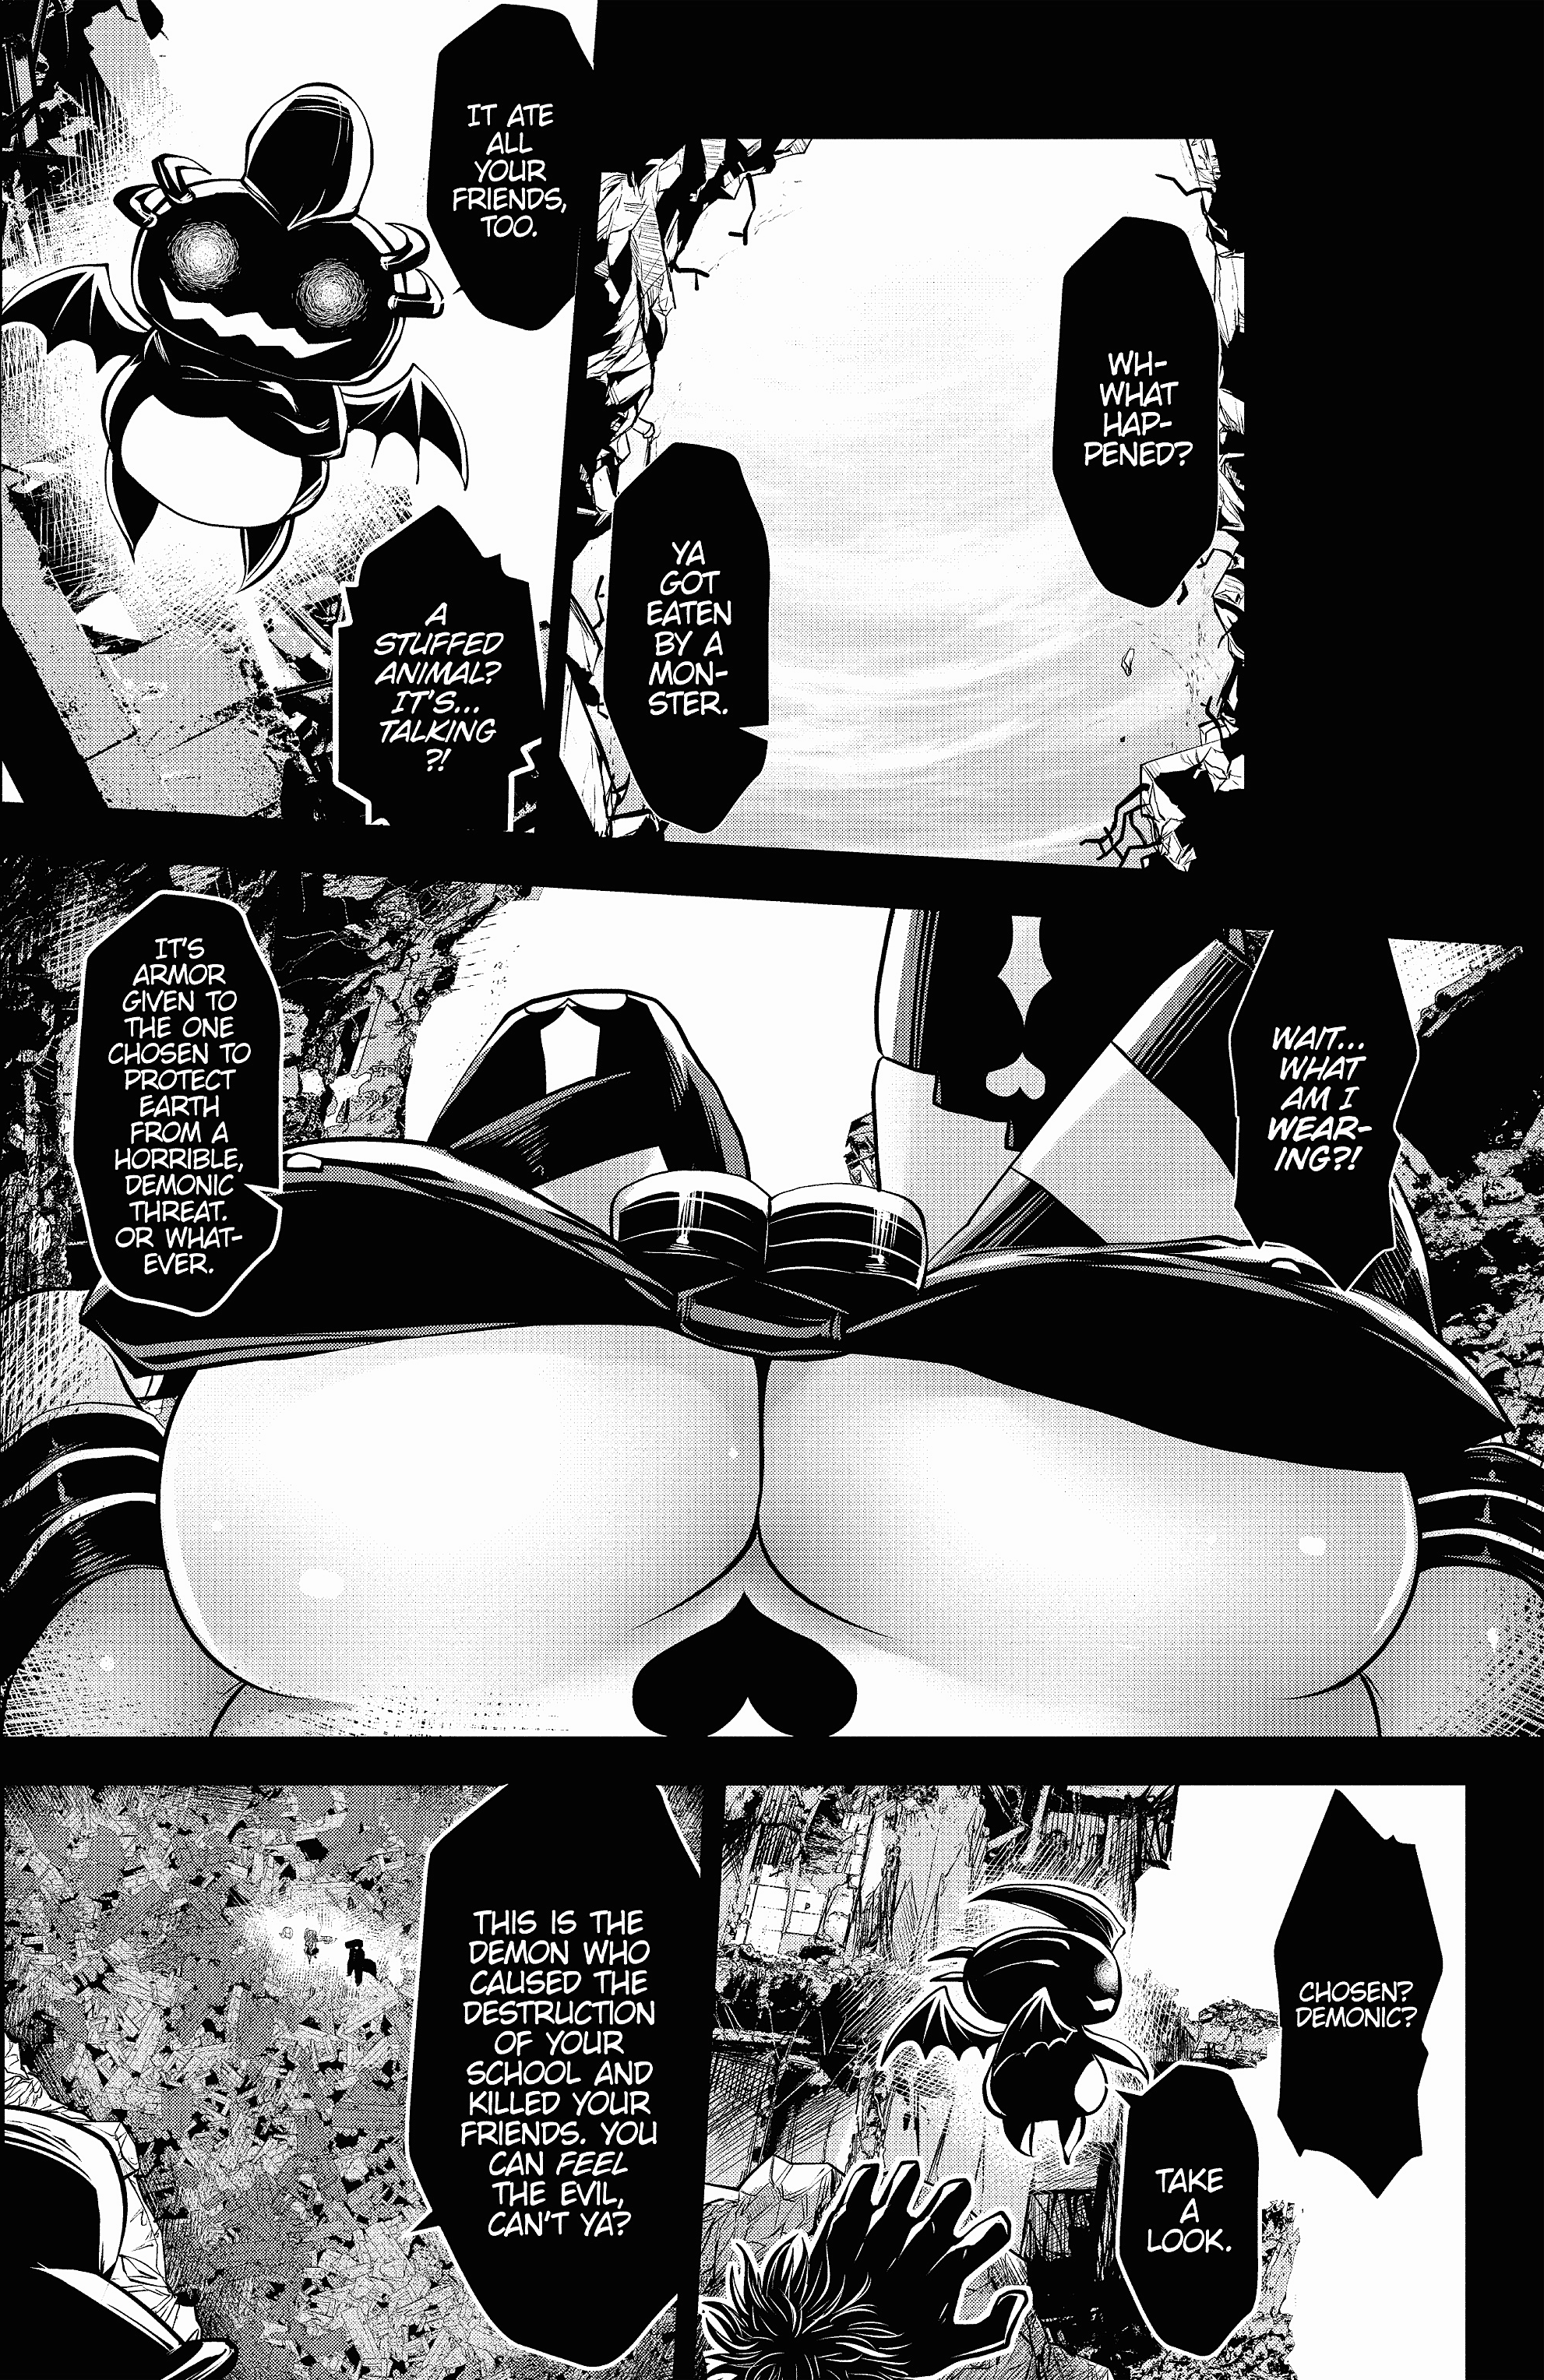 WH-
WHAT
HAP-
PENED?
YA
GOT
EATEN
BY A
MON-
STER.
IT ATE
ALL
YOUR
FRIENDS,
TOO.
A
STUFFED
ANIMAL?
IT'S...
TALKING
?!
WAIT...
WHAT
AM I
WEAR-
ING?!
IT'S
ARMOR
GIVEN TO
THE ONE
CHOSEN TO
PROTECT
EARTH
FROM A
HORRIBLE,
DEMONIC
THREAT.
OR WHAT-
EVER.
CHOSEN?
DEMONIC?
TAKE
A
LOOK.
THIS IS THE
DEMON WHO
CAUSED THE
DESTRUCTION
OF YOUR
SCHOOL AND
KILLED YOUR
FRIENDS. YOU
CAN FEEL
THE EVIL,
CAN'T YA?